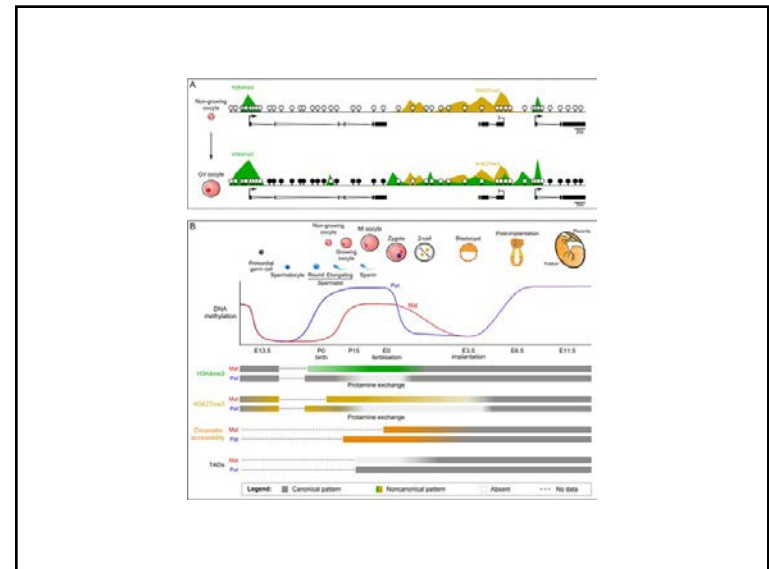 A
H3K4me3
H3K27me3
Non-growing
oocyte
H3K4me3
H3K27me3
GV oocyte
B
Non-growing
oocyte
MI oocyte
Growing
oocyte
Zygote
2-cell
Blastocyst
Post-implantation
Placenta
Foetus
Primordial
germ cell
Spermatocyte
Round
Elongating
Sperm
Spermatid
Pat
Mat
DNA
methylation
E13.5
P0
birth
P15
E0
fertilisation
E3.5
implantation
E6.5
E11.5
H3K4me3
Mat
Pat
Protamine exchange
H3K27me3
Mat
Pat
Protamine exchange
Chromatin
accessibility
Mat
Pat
TADs
Mat
Pat
Legend: Canonical pattern Noncanonical pattern Absent No data